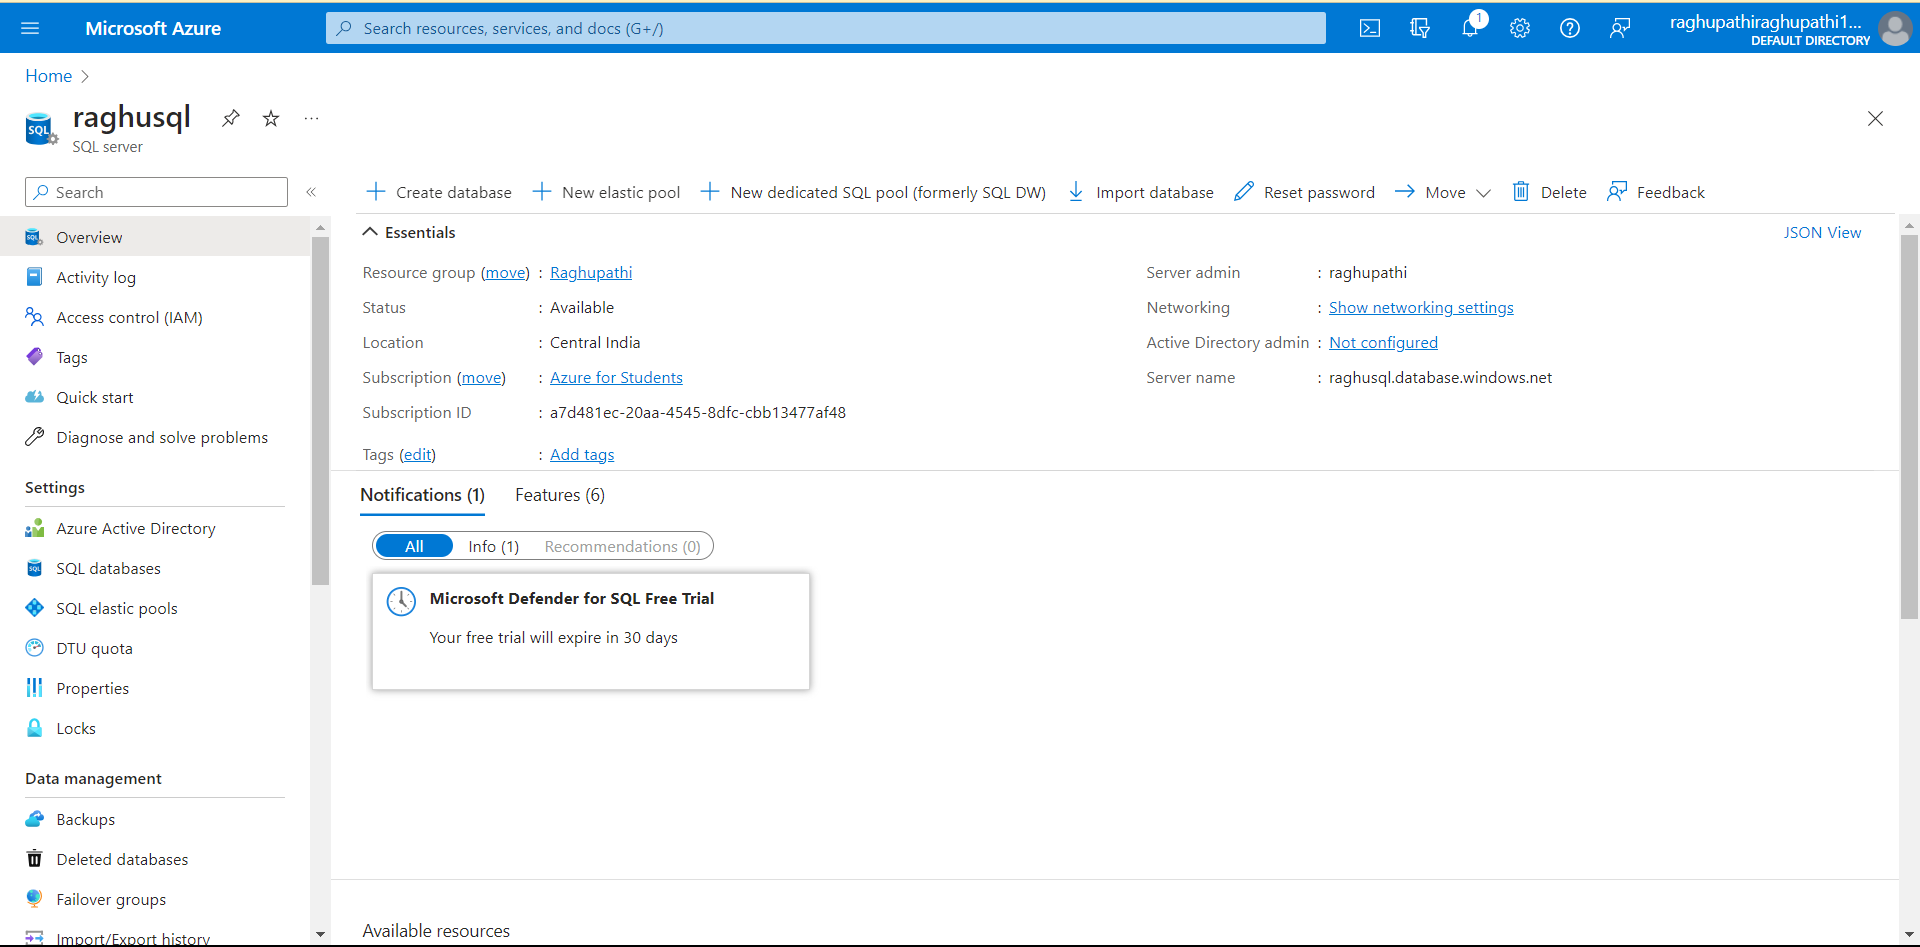 Microsoft Azure
Search resources, services, and docs (G+/)
1
raghupathiraghupathi1...
DEFAULT DIRECTORY
Home
raghusql
SQL
SQL server
Search
Create database
New elastic pool
New dedicated SQL pool (formerly SQL DW)
Import database
Reset password
Move
Delete
Feedback
Overview
Activity log
Access control (IAM)
Tags
Quick start
Diagnose and solve problems
Settings
Azure Active Directory
SQL databases
SQL elastic pools
DTU quota
Properties
Locks
Data management
Backups
Deleted databases
Failover groups
Import/Export history
Essentials
JSON View
Resource group (move) : Raghupathi
Status : Available
Location : Central India
Subscription (move) : Azure for Students
Subscription ID : a7d481ec-20aa-4545-8dfc-cbb13477af48
Tags (edit) : Add tags
Server admin : raghupathi
Networking : Show networking settings
Active Directory admin : Not configured
Server name : raghusql.database.windows.net
Notifications (1)
Features (6)
All
Info (1)
Recommendations (0)
Microsoft Defender for SQL Free Trial
Your free trial will expire in 30 days
Available resources